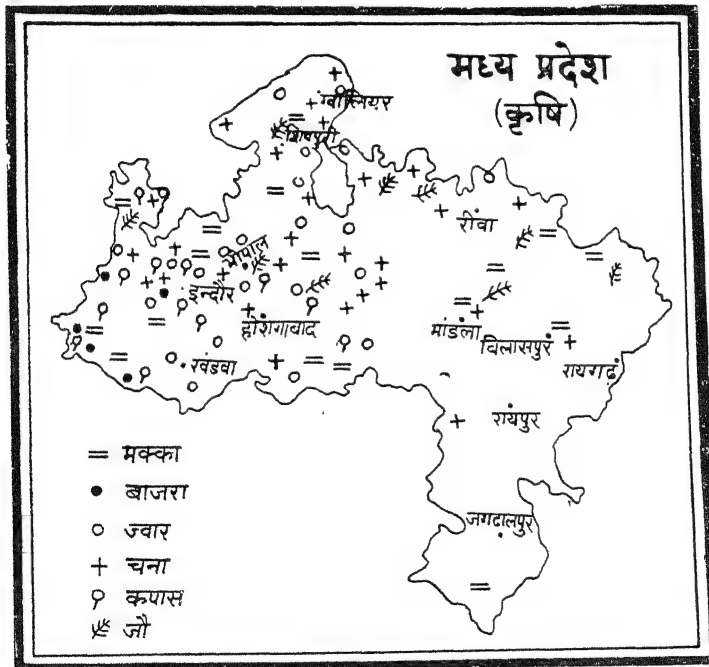 मध्य प्रदेश
(कृषि)
ग्वालियर
शिवपुरी
रींवा
भोपाल
इन्दौर
होशंगाबाद
मांडला
विलासपुर
रायगढ़
खंडवा
रायपुर
जगदालपुर
मक्का
बाजरा
ज्वार
चना
कपास
जौ